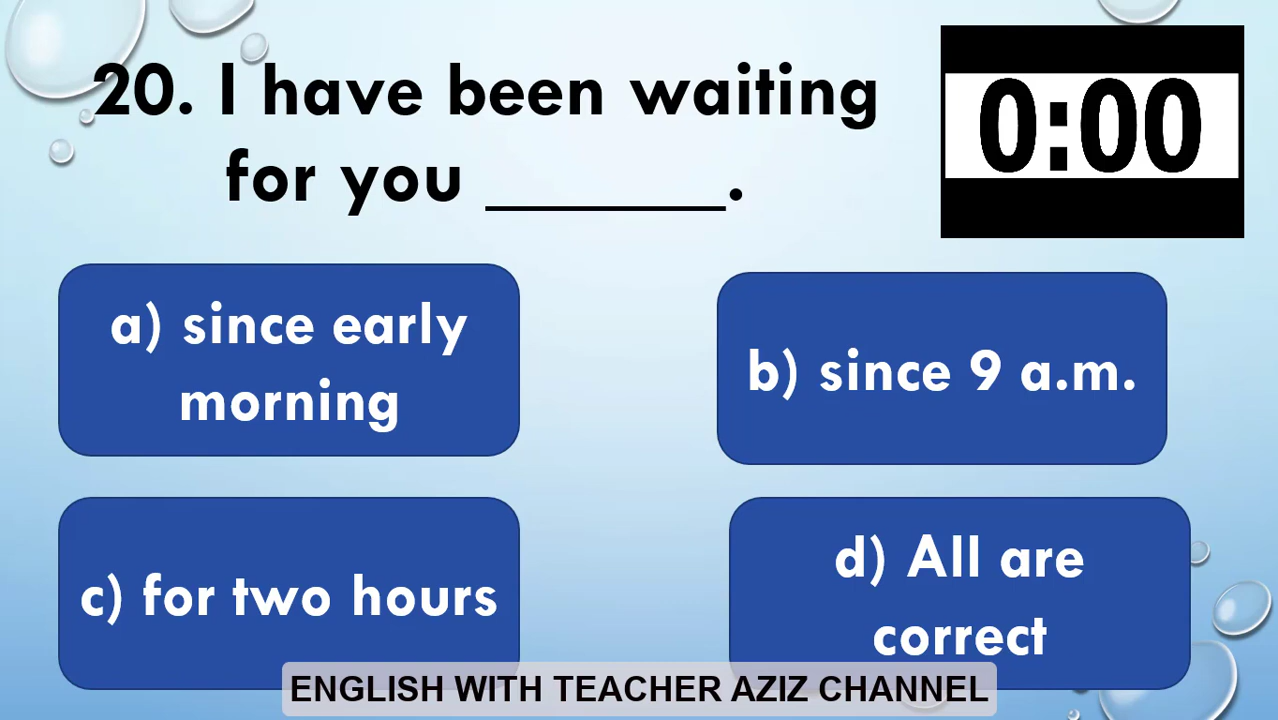 20. I have been waiting
for you ______.
0:00
a) since early
morning
b) since 9 a.m.
c) for two hours
d) All are
correct
ENGLISH WITH TEACHER AZIZ CHANNEL